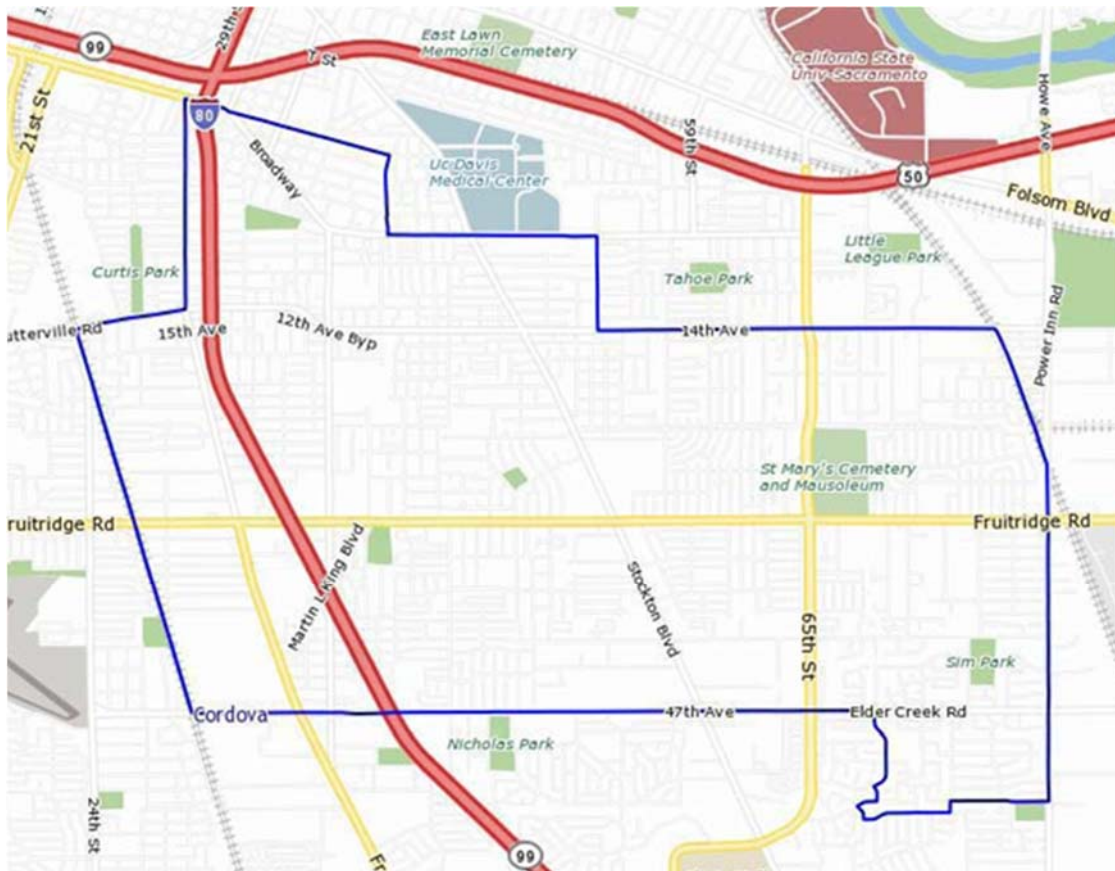 99
29th S
21st St
T St
East Lawn
Memorial Cemetery
California State
Univ-Sacramento
Howe Ave
80
Broadway
Uc Davis
Medical Center
59th St
50
Folsom Blvd
Curtis Park
Little
League Park
Tahoe Park
utterville Rd
15th Ave
12th Ave Byp
14th Ave
Power Inn Rd
St Mary's Cemetery
and Mausoleum
ruitridge Rd
Fruitridge Rd
Martin L King Blvd
Stockton Blvd
65th St
Sim Park
Cordova
47th Ave
Elder Creek Rd
Nicholas Park
24th St
Fr
99